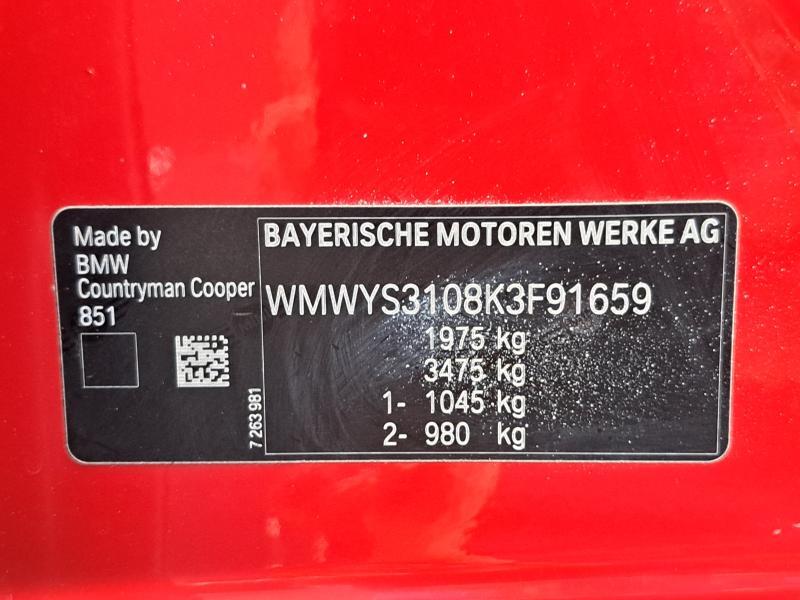 Made by
BMW
Countryman Cooper
851
7 263 981
BAYERISCHE MOTOREN WERKE AG
WMWYS3108K3F91659
1975 kg
3475 kg
1- 1045 kg
2- 980 kg